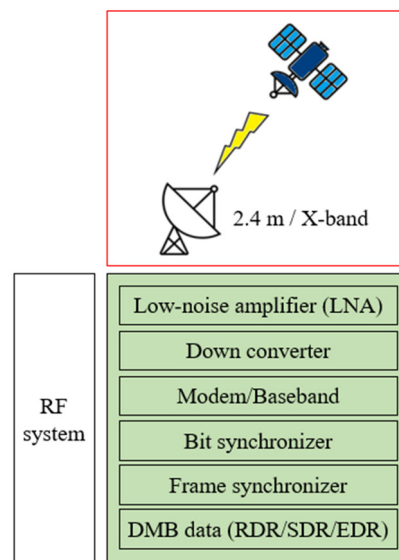 2.4 m / X-band
RF
system
Low-noise amplifier (LNA)
Down converter
Modem/Baseband
Bit synchronizer
Frame synchronizer
DMB data (RDR/SDR/EDR)